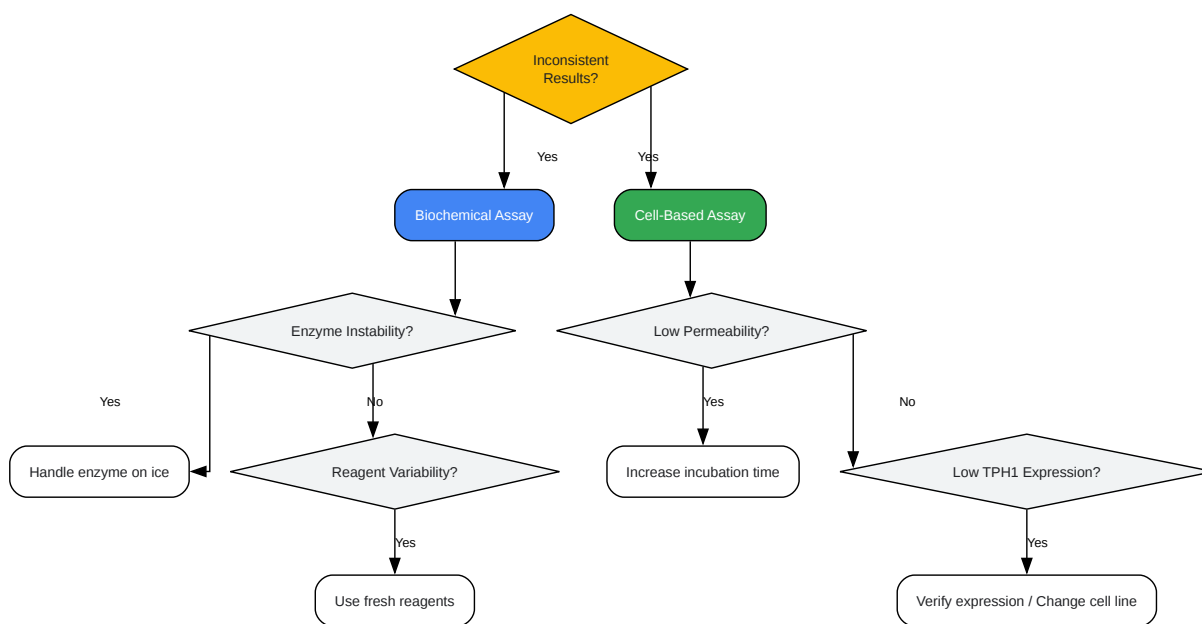 Inconsistent
Results?
Yes
Yes
Biochemical Assay
Cell-Based Assay
Enzyme Instability?
Low Permeability?
Yes
No
Yes
No
Handle enzyme on ice
Reagent Variability?
Increase incubation time
Low TPH1 Expression?
Yes
Yes
Use fresh reagents
Verify expression / Change cell line